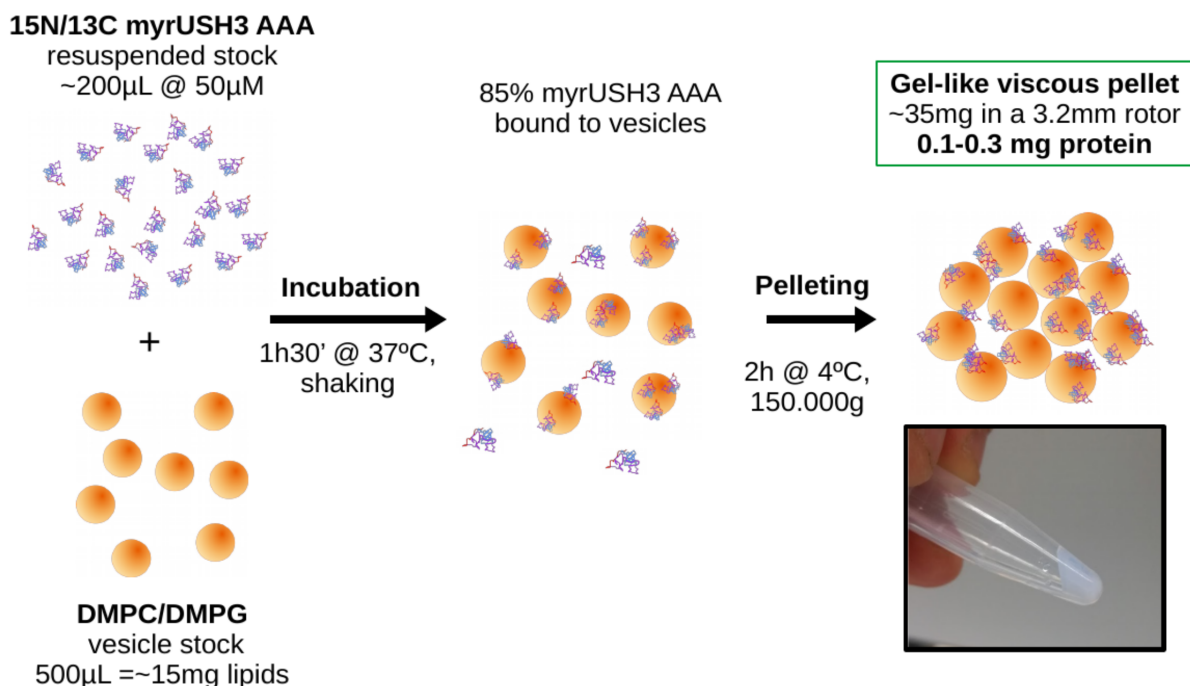 15N/13C myrUSH3 AAA
resuspended stock
~200µL @ 50µM
+
DMPC/DMPG
vesicle stock
500µL =~15mg lipids
Incubation
1h30’ @ 37ºC,
shaking
85% myrUSH3 AAA
bound to vesicles
Pelleting
2h @ 4ºC,
150.000g
Gel-like viscous pellet
~35mg in a 3.2mm rotor
0.1-0.3 mg protein